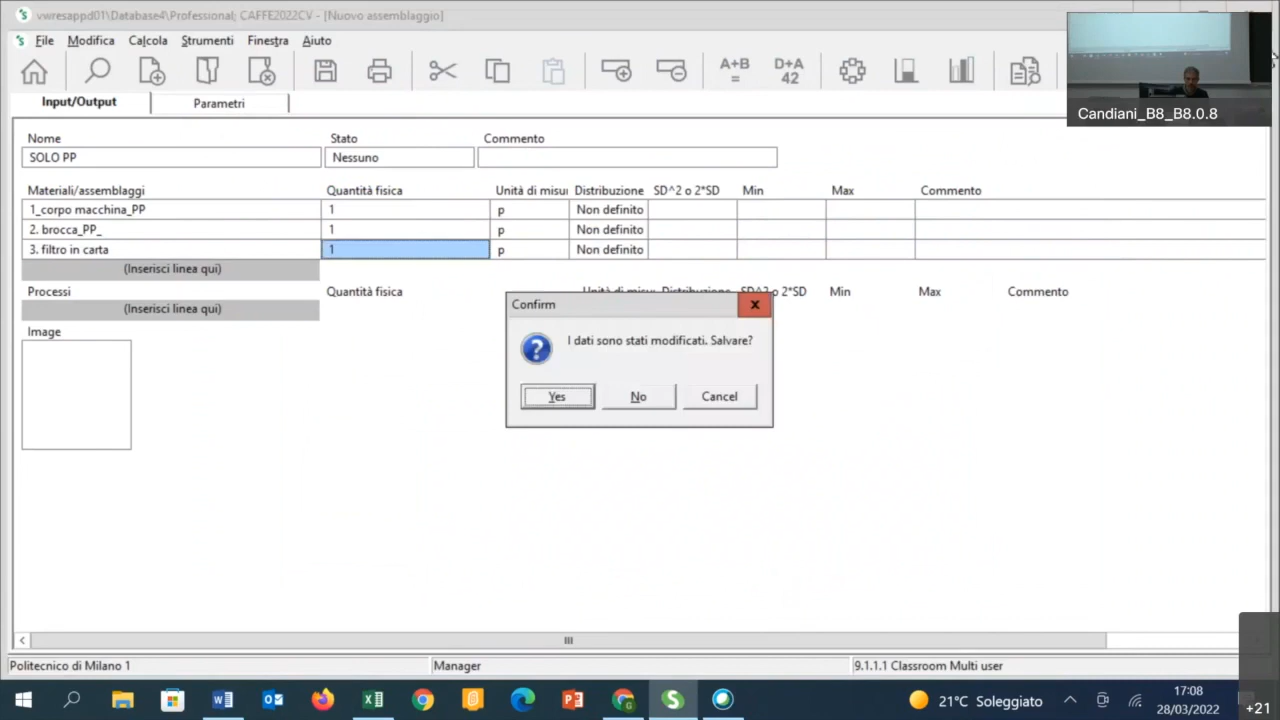 vwresappd01\Database4\Professional; CAFFE2022CV - [Nuovo assemblaggio]
File Modifica Calcola Strumenti Finestra Aiuto
A+B
=
D+A
42
Input/Output Parametri
Candiani_B8_B8.0.8
Nome Stato Commento
SOLO PP Nessuno
Materiali/assemblaggi Quantità fisica Unità di misu Distribuzione SD^2 o 2*SD Min Max Commento
1_corpo macchina_PP 1 p Non definito
2. brocca_PP_ 1 p Non definito
3. filtro in carta 1 p Non definito
(Inserisci linea qui)
Processi Quantità fisica Unità di misu Distribuzione SD^2 o 2*SD Min Max Commento
(Inserisci linea qui)
Image
Confirm
I dati sono stati modificati. Salvare?
Yes No Cancel
Politecnico di Milano 1 Manager 9.1.1.1 Classroom Multi user
21°C Soleggiato
17:08
28/03/2022
+21